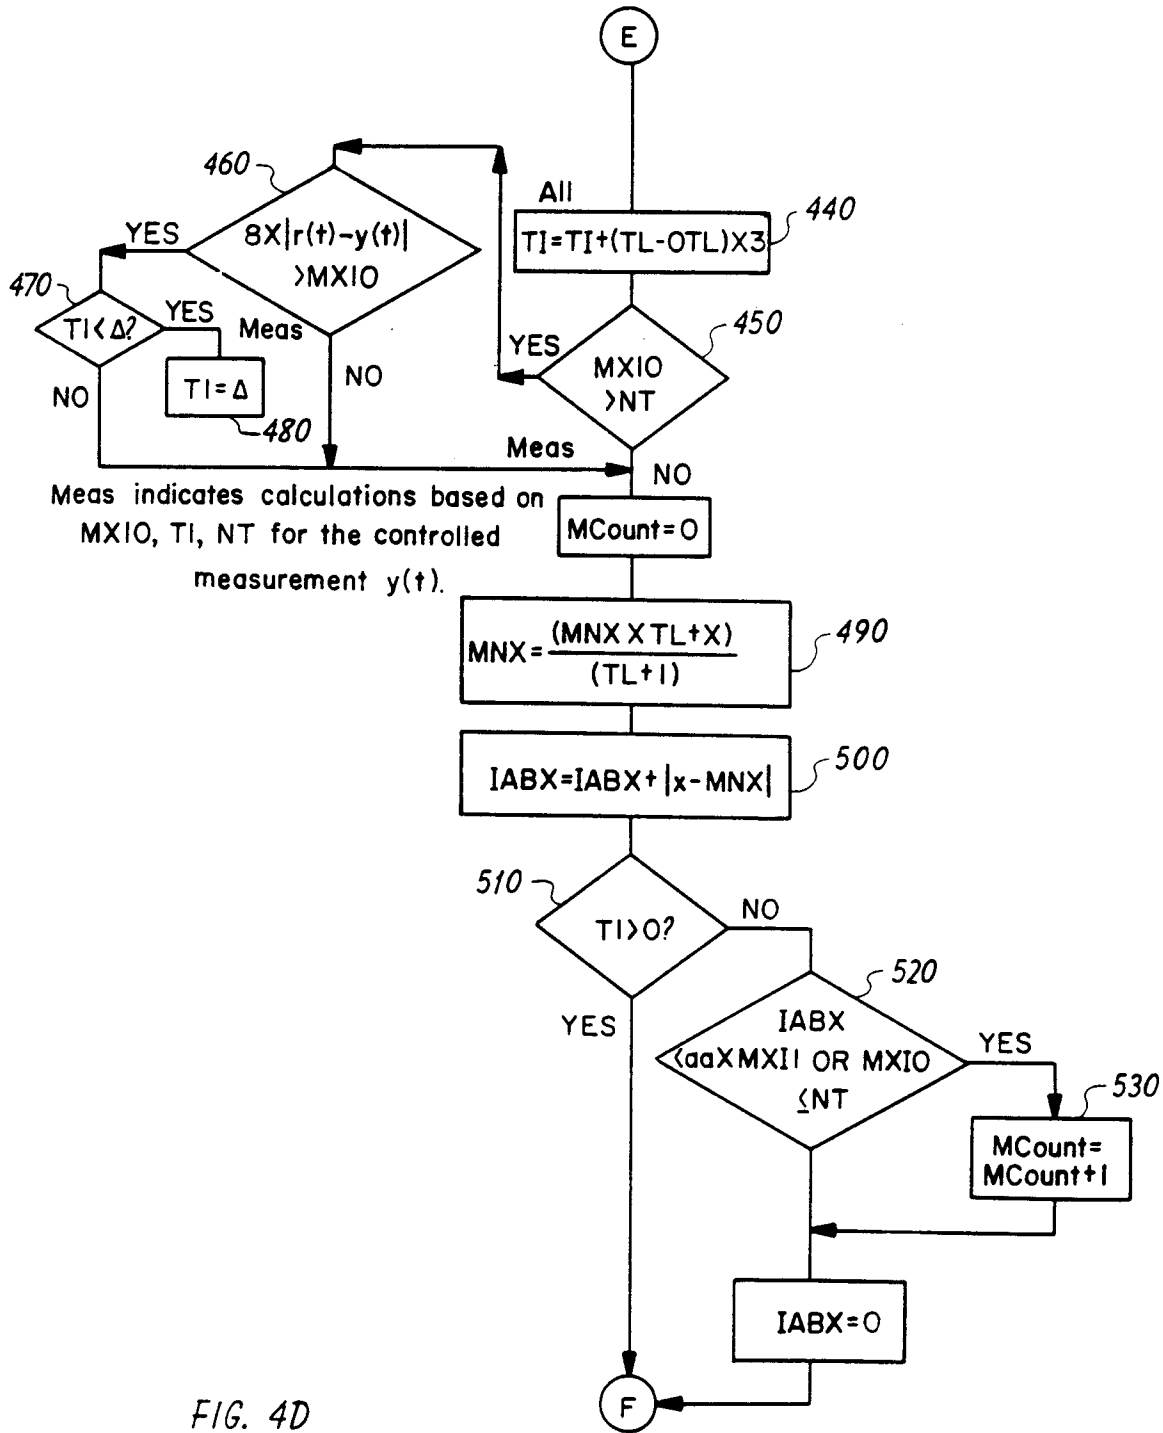 E
All
440
TI=TI+(TL-OTL)X3
460
8X|r(t)-y(t)|
>MXIO
YES
470
TI<Δ?
YES
Meas
NO
TI=Δ
480
NO
450
MXIO
>NT
YES
Meas
NO
Meas indicates calculations based on
MXIO, TI, NT for the controlled
measurement y(t).
MCount=0
490
MNX=(MNX X TL+X)
(TL+1)
500
IABX=IABX+|x-MNX|
510
TI>0?
NO
YES
520
IABX
<aaXMXI1 OR MXIO
≤NT
YES
530
MCount=
MCount+1
IABX=0
F
FIG. 4D